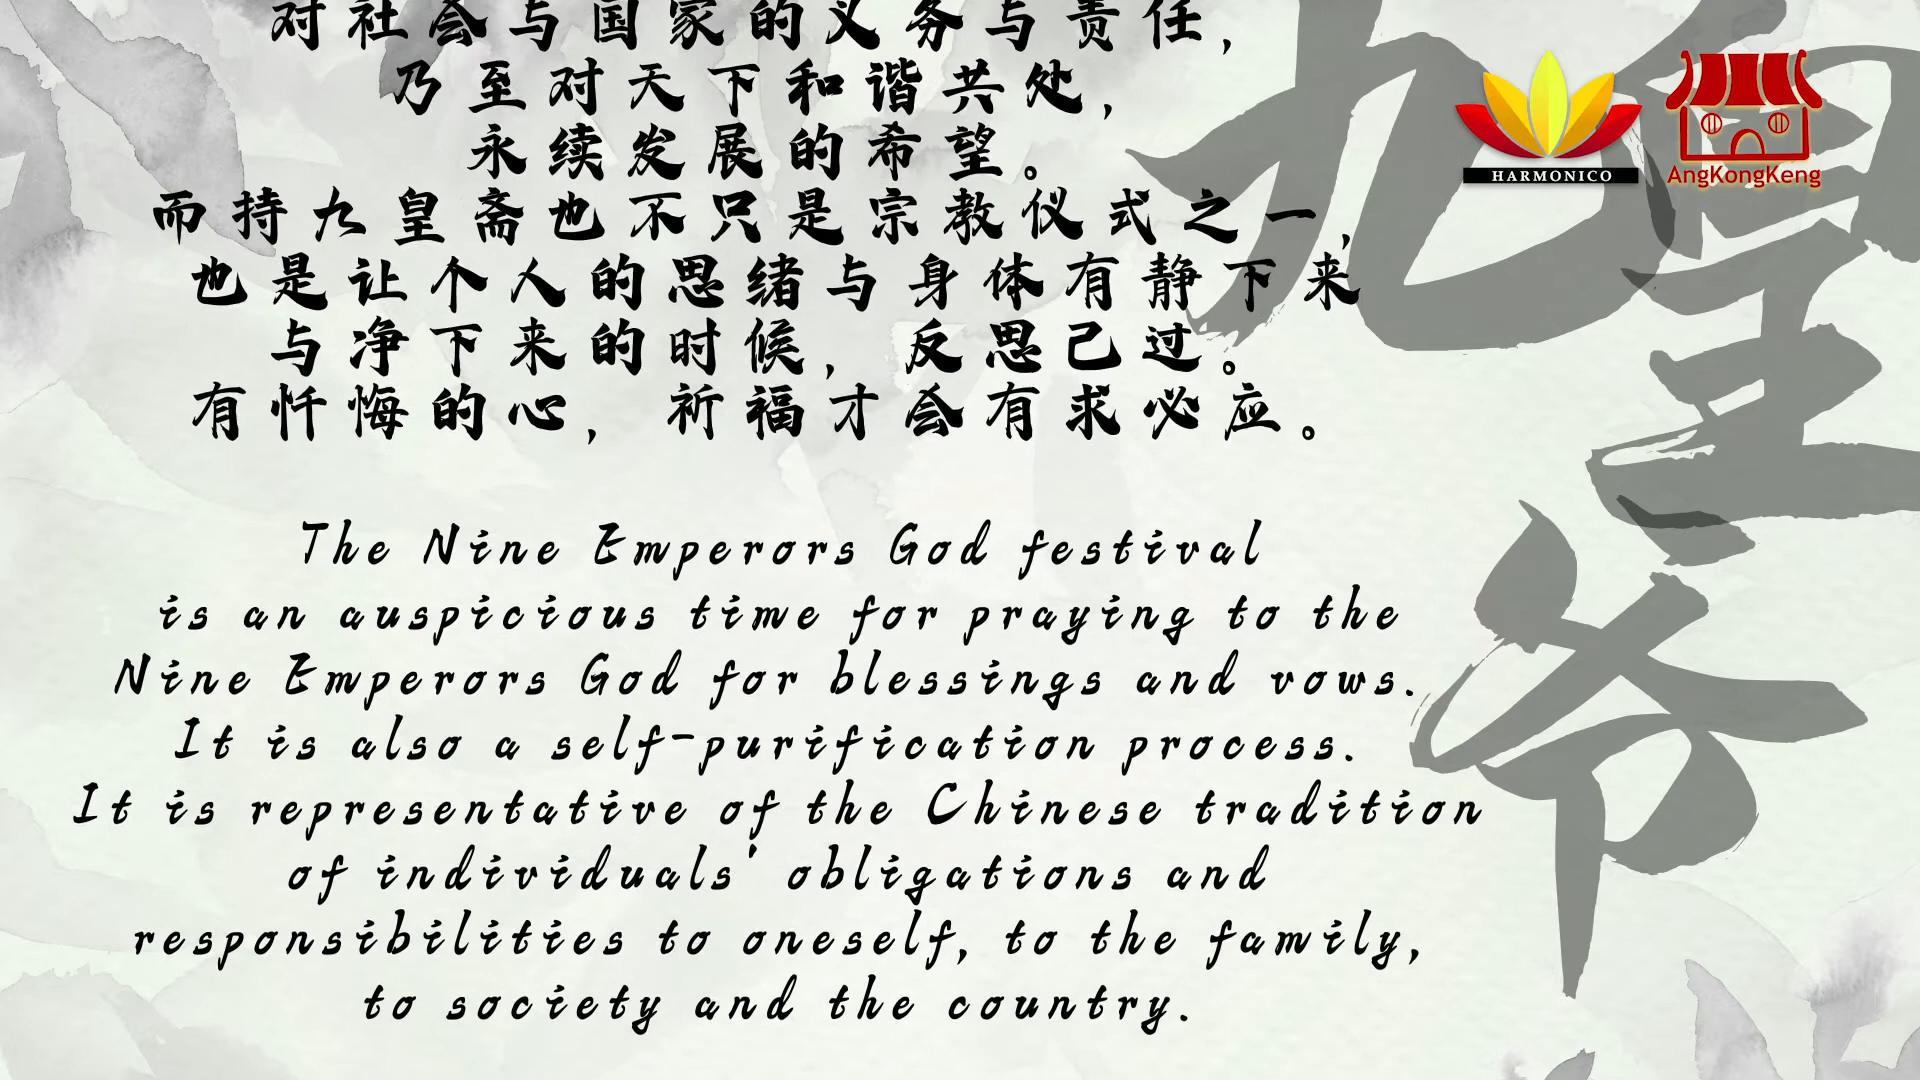 对社会与国家的义务与责任,
乃至对天下和谐共处,
永续发展的希望。
而持九皇斋也不只是宗教仪式之一,
也是让个人的思绪与身体有静下来
与净下来的时候, 反思己过。
有忏悔的心, 祈福才会有求必应。
The Nine Emperors God festival
is an auspicious time for praying to the
Nine Emperors God for blessings and vows.
It is also a self-purification process.
It is representative of the Chinese tradition
of individuals' obligations and
responsibilities to oneself, to the family,
to society and the country.
HARMONICO
AngKongKeng
九皇爷